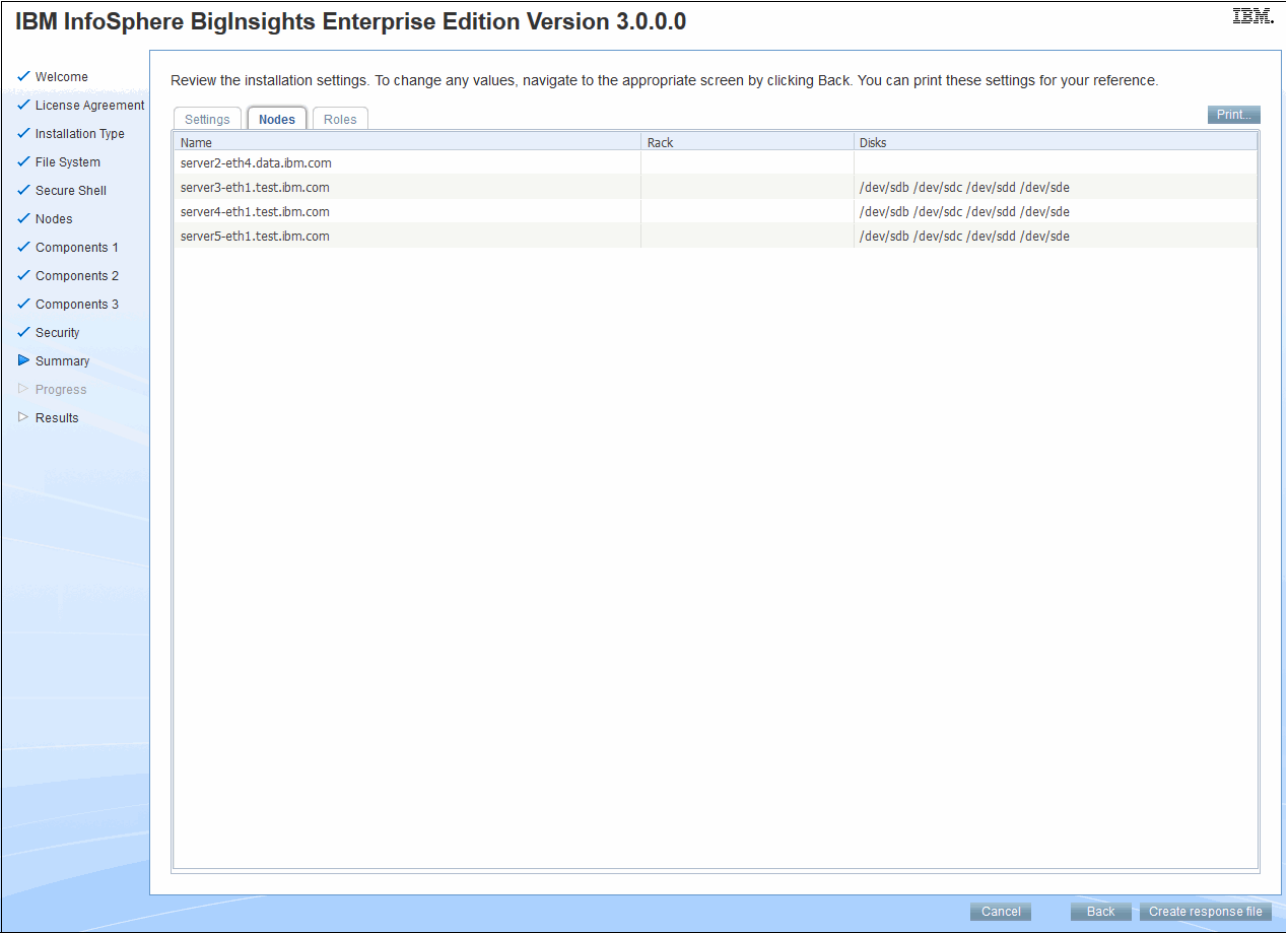 IBM InfoSphere BigInsights Enterprise Edition Version 3.0.0.0
IBM.
Welcome
License Agreement
Installation Type
File System
Secure Shell
Nodes
Components 1
Components 2
Components 3
Security
Summary
Progress
Results
Review the installation settings. To change any values, navigate to the appropriate screen by clicking Back. You can print these settings for your reference.
Settings Nodes Roles Print...
Name Rack Disks
server2-eth4.data.ibm.com
server3-eth1.test.ibm.com /dev/sdb /dev/sdc /dev/sdd /dev/sde
server4-eth1.test.ibm.com /dev/sdb /dev/sdc /dev/sdd /dev/sde
server5-eth1.test.ibm.com /dev/sdb /dev/sdc /dev/sdd /dev/sde
Cancel Back Create response file